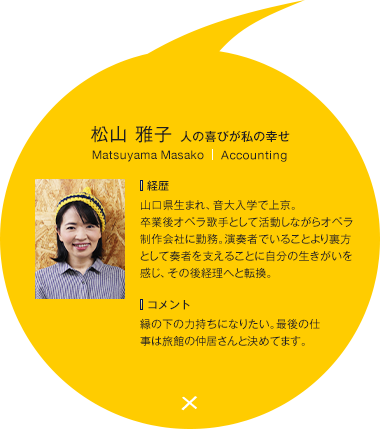 松山 雅子 人の喜びが私の幸せ
Matsuyama Masako | Accounting
経歴
山口県生まれ、音大入学で上京。
卒業後オペラ歌手として活動しながらオペラ
制作会社に勤務。演奏者でいることより裏方
として奏者を支えることに自分の生きがいを
感じ、その後経理へと転換。
コメント
縁の下の力持ちになりたい。最後の仕
事は旅館の仲居さんと決めてます。